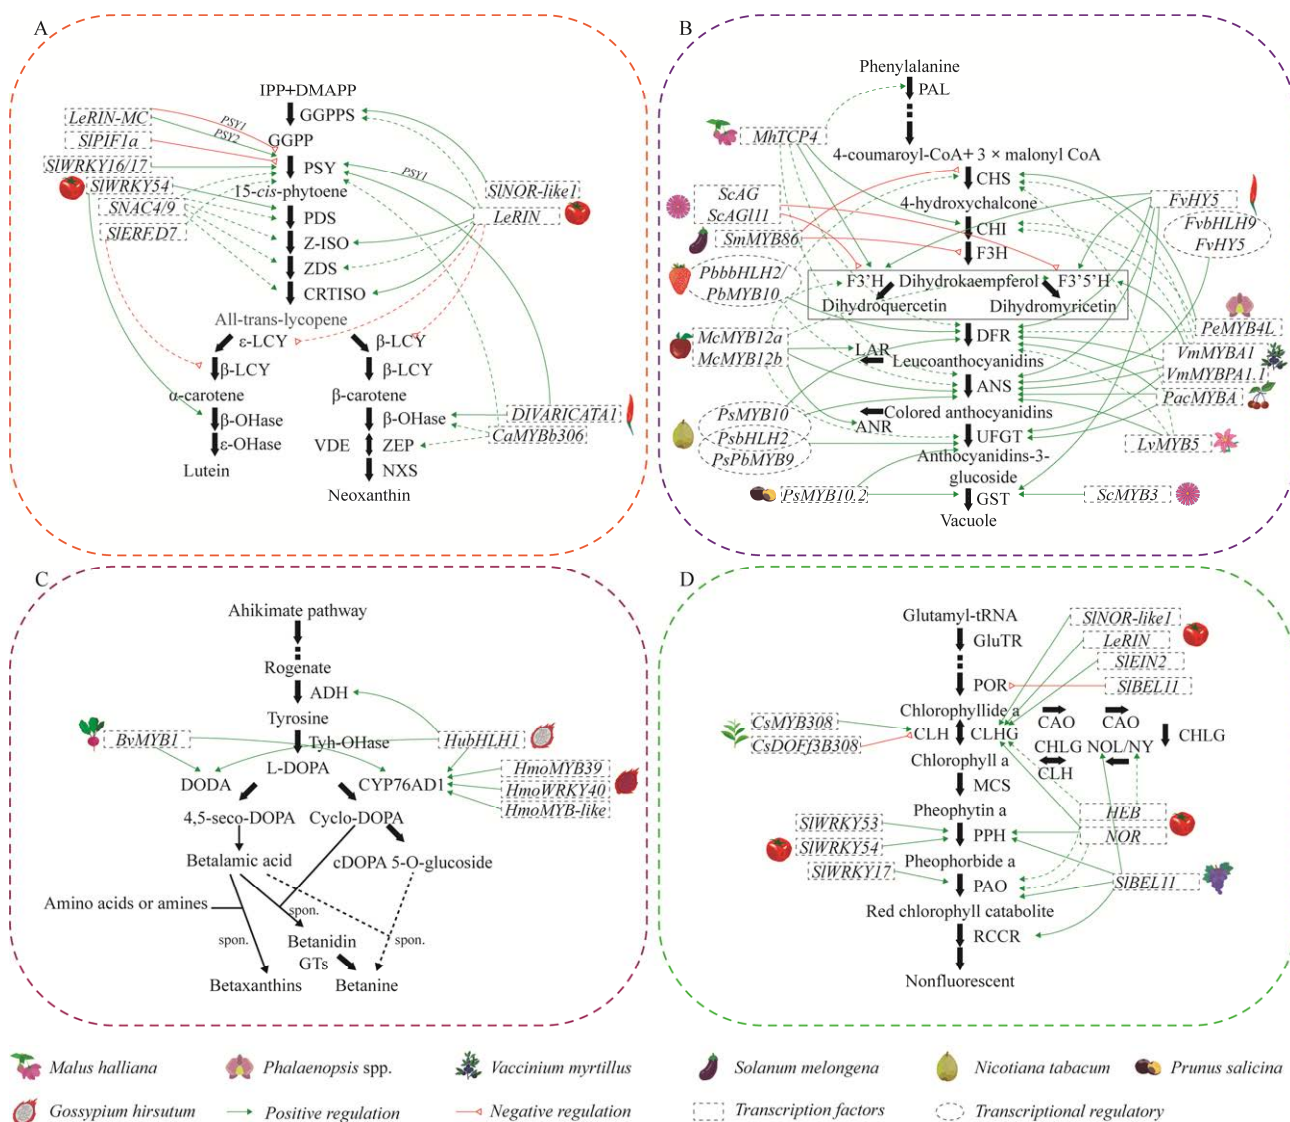 A
IPP+DMAPP
GGPPS
LeRIN-MC
PSY1
PSY2
SlPIF1a
GGPP
SlWRKY16/17
PSY
PSY1
SlWRKY54
15-cis-phytoene
SlNOR-like1
SNAC4/9
PDS
LeRIN
SlERF.D7
Z-ISO
ZDS
CRTISO
All-trans-lycopene
ε-LCY
β-LCY
β-LCY
β-LCY
α-carotene
β-carotene
β-OHase
β-OHase
DIVARICATA1
ε-OHase
VDE
ZEP
CaMYBb306
Lutein
NXS
Neoxanthin
B
Phenylalanine
PAL
MhTCP4
4-coumaroyl-CoA+ 3 × malonyl CoA
CHS
ScAG
FvHY5
4-hydroxychalcone
ScAGl11
CHI
FvbHLH9
SmMYB86
F3H
FvHY5
PbbbHLH2/
F3'H
Dihydrokaempferol
F3'5'H
PbMYB10
Dihydroquercetin
Dihydromyricetin
PeMYB4L
McMYB12a
DFR
LAR
VmMYBA1
McMYB12b
Leucoanthocyanidins
VmMYBPA1.1
ANS
PacMYBA
PsMYB10
Colored anthocyanidins
ANR
PsbHLH2
UFGT
LvMYB5
PsPbMYB9
Anthocyanidins-3-
glucoside
PsMYB10.2
GST
ScMYB3
Vacuole
C
Ahikimate pathway
Rogenate
ADH
Tyrosine
BvMYB1
Tyh-OHase
HubHLH1
L-DOPA
HmoMYB39
DODA
CYP76AD1
HmoWRKY40
HmoMYB-like
4,5-seco-DOPA
Cyclo-DOPA
Betalamic acid
cDOPA 5-O-glucoside
Amino acids or amines
spon.
spon.
Betanidin
spon.
GTs
Betaxanthins
Betanine
D
Glutamyl-tRNA
SlNOR-like1
GluTR
LeRIN
SlEIN2
POR
SlBEL11
Chlorophyllide a
CsMYB308
CAO
CAO
CLH
CLHG
CHLG
CsDOFf3B308
CHLG
NOL/NY
Chlorophyll a
CLH
MCS
Pheophytin a
HEB
SlWRKY53
PPH
NOR
SlWRKY54
Pheophorbide a
SlWRKY17
PAO
SlBEL11
Red chlorophyll catabolite
RCCR
Nonfluorescent
Malus halliana
Phalaenopsis spp.
Vaccinium myrtillus
Solanum melongena
Nicotiana tabacum
Prunus salicina
Gossypium hirsutum
Positive regulation
Negative regulation
Transcription factors
Transcriptional regulatory